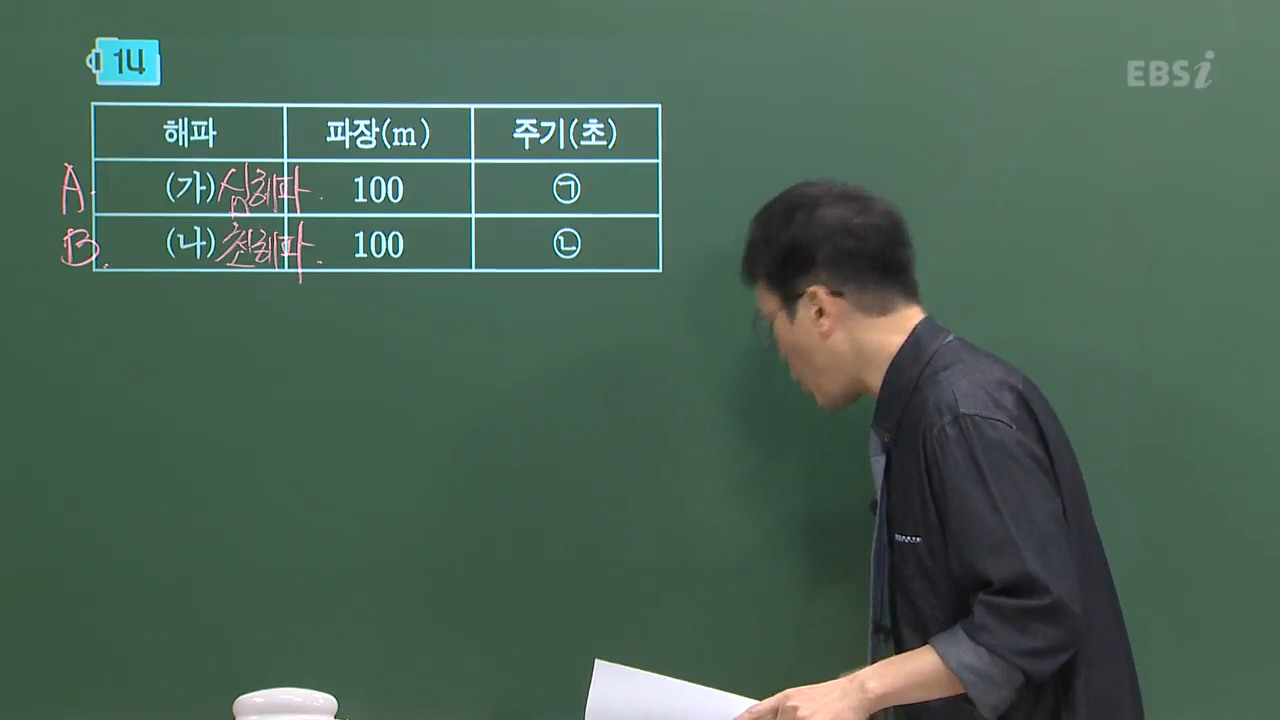 14
EBSi
해파 파장(m) 주기(초)
A. (가) 심해파. 100 ㉠
B. (나) 천해파. 100 ㉡